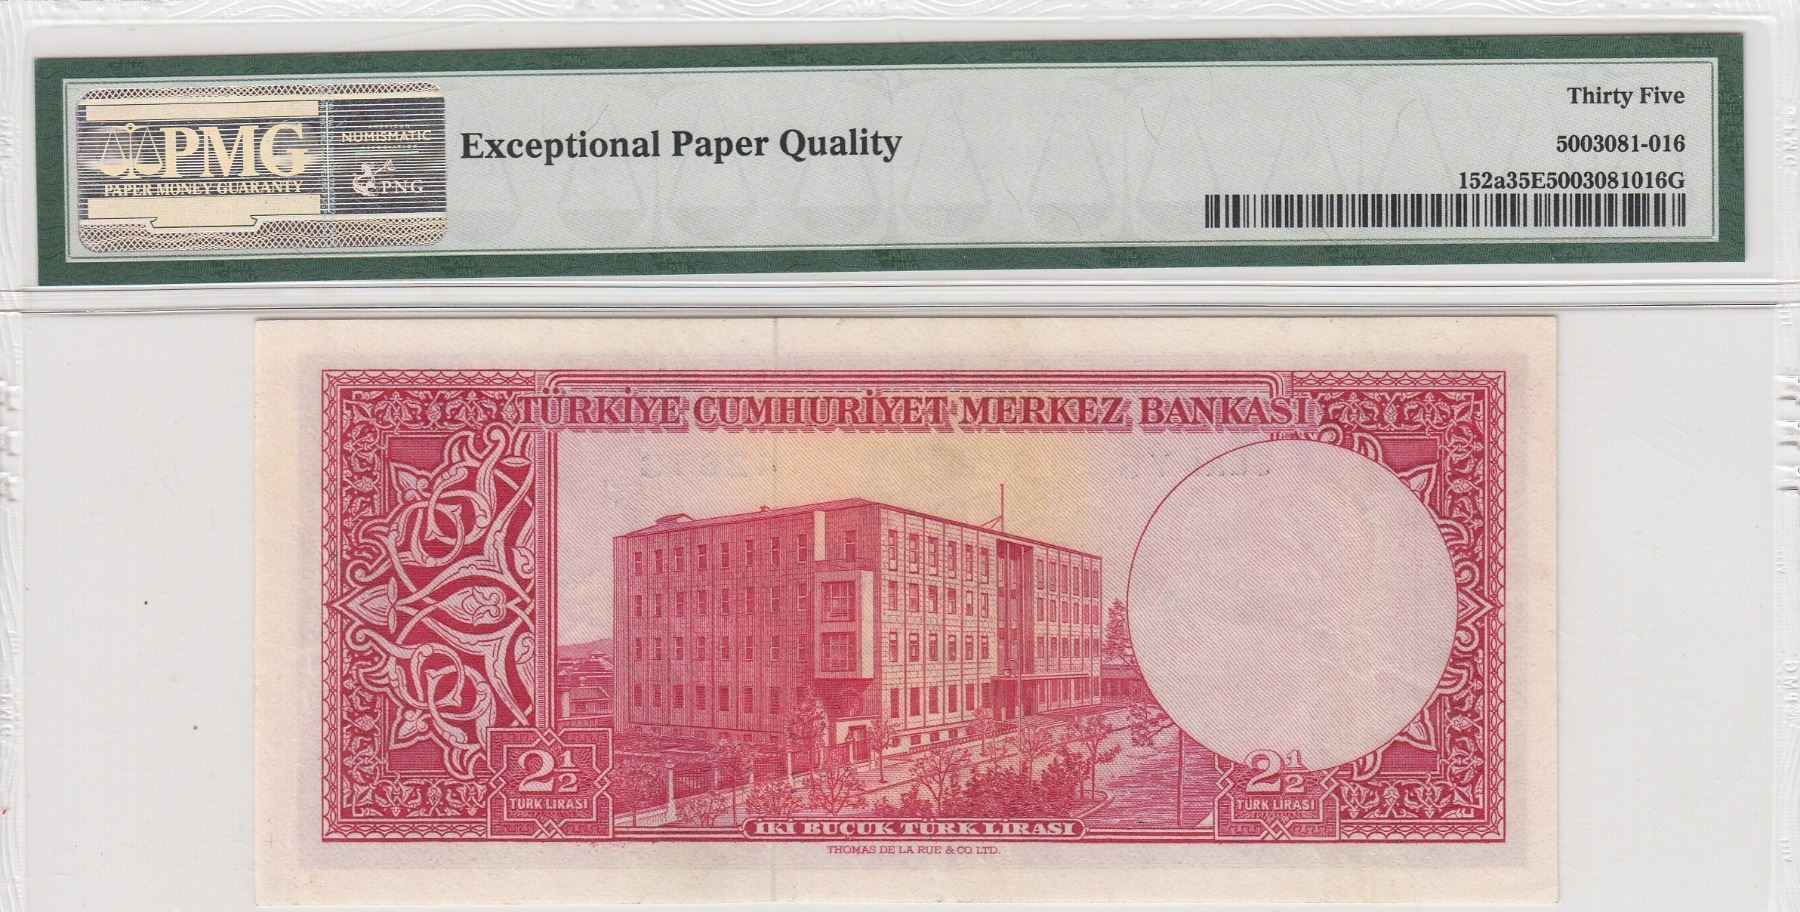 Thirty Five
PMG
PAPER MONEY GUARANTY
NUMISMATIC
PNG
Exceptional Paper Quality
5003081-016
152a35E5003081016G
TÜRKİYE CUMHURİYET MERKEZ BANKASI
2½
TÜRK LİRASI
2½
TÜRK LİRASI
İKİ BUÇUK TÜRK LİRASI
THOMAS DE LA RUE & CO. LTD.